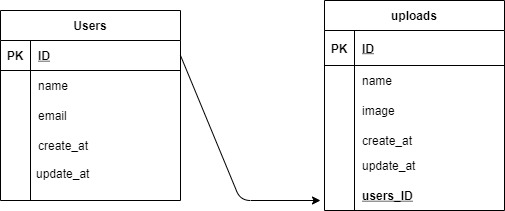 Users
PK ID
name
email
create_at
update_at
uploads
PK ID
name
image
create_at
update_at
users_ID